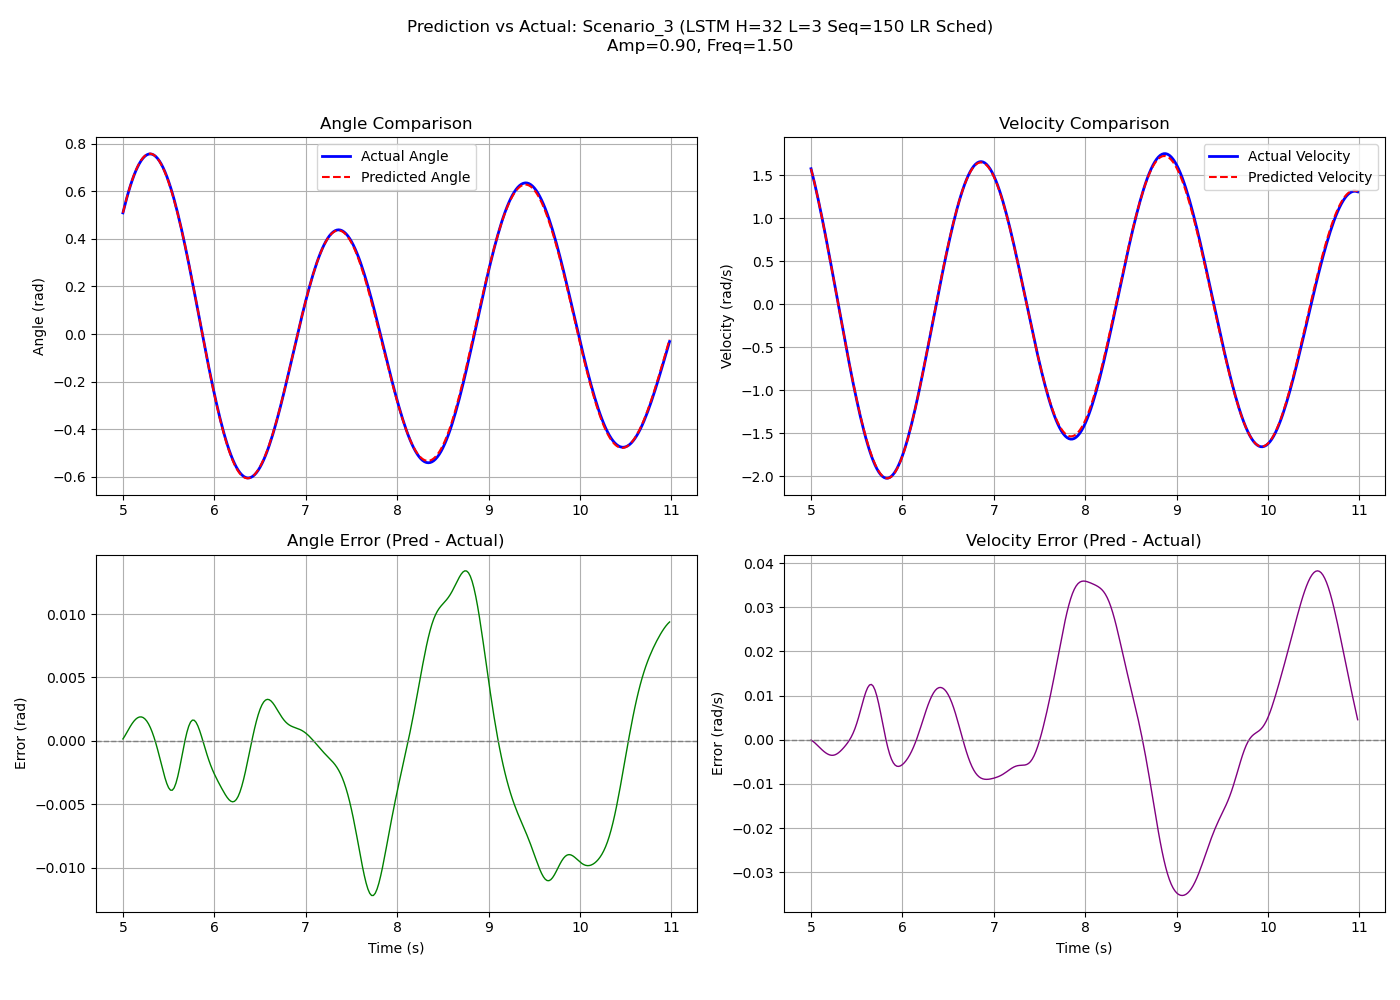 Prediction vs Actual: Scenario_3 (LSTM H=32 L=3 Seq=150 LR Sched)
Amp=0.90, Freq=1.50
Angle Comparison
Actual Angle
Predicted Angle
Angle (rad)
0.8
0.6
0.4
0.2
0.0
−0.2
−0.4
−0.6
5 6 7 8 9 10 11
Velocity Comparison
Actual Velocity
Predicted Velocity
Velocity (rad/s)
1.5
1.0
0.5
0.0
−0.5
−1.0
−1.5
−2.0
5 6 7 8 9 10 11
Angle Error (Pred - Actual)
Error (rad)
0.010
0.005
0.000
−0.005
−0.010
5 6 7 8 9 10 11
Time (s)
Velocity Error (Pred - Actual)
Error (rad/s)
0.04
0.03
0.02
0.01
0.00
−0.01
−0.02
−0.03
5 6 7 8 9 10 11
Time (s)